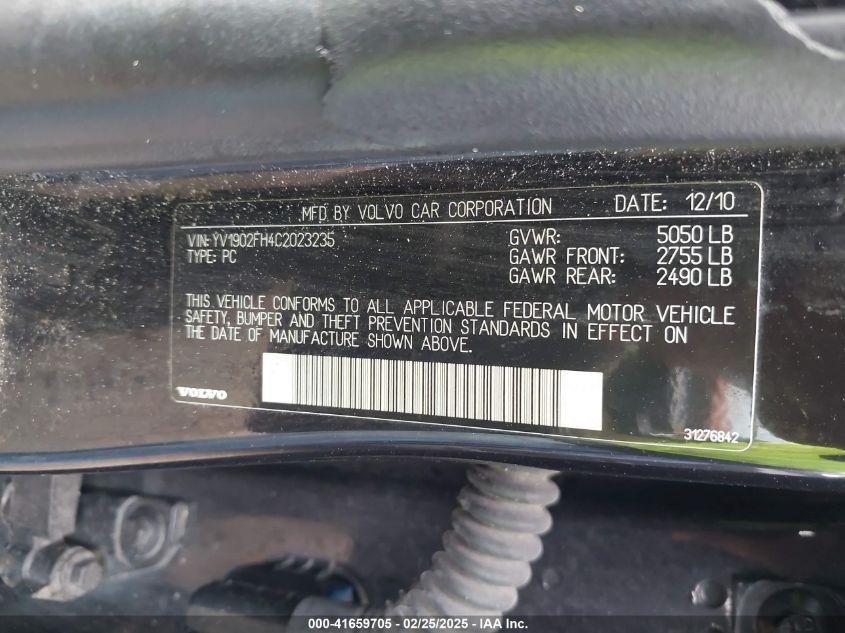 MFD BY VOLVO CAR CORPORATION DATE: 12/10
VIN: YV1902FH4C2023235 GVWR: 5050 LB
TYPE: PC GAWR FRONT: 2755 LB
GAWR REAR: 2490 LB
THIS VEHICLE CONFORMS TO ALL APPLICABLE FEDERAL MOTOR VEHICLE
SAFETY, BUMPER AND THEFT PREVENTION STANDARDS IN EFFECT ON
THE DATE OF MANUFACTURE SHOWN ABOVE.
VOLVO
31276842
000-41659705 - 02/25/2025 - IAA Inc.